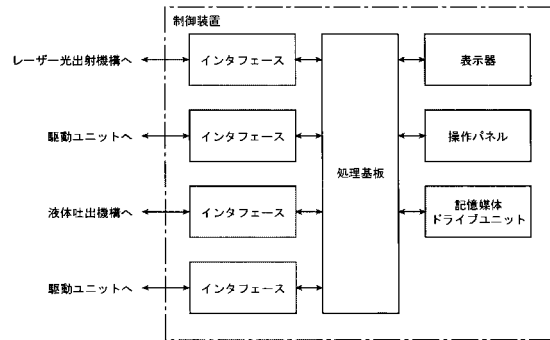 制御装置
レーザー光出射機構へ
インタフェース
表示器
駆動ユニットへ
インタフェース
操作パネル
処理基板
液体吐出機構へ
インタフェース
記憶媒体
ドライブユニット
駆動ユニットへ
インタフェース